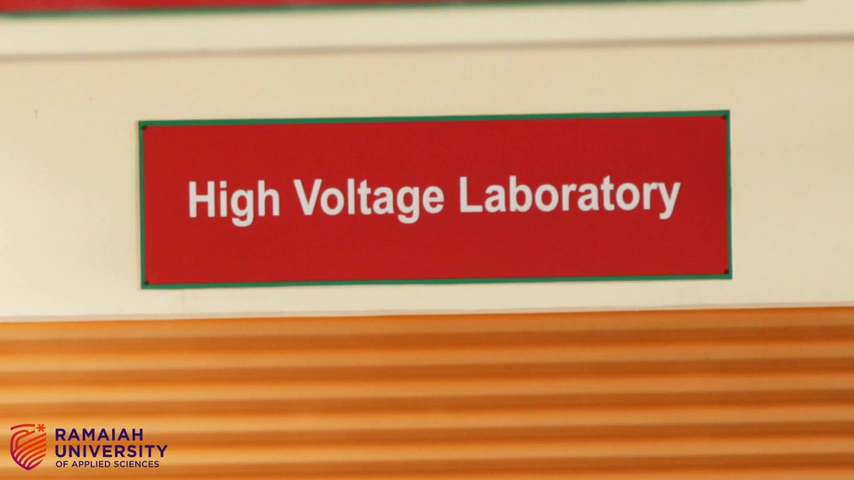 High Voltage Laboratory
RAMAIAH
UNIVERSITY
OF APPLIED SCIENCES